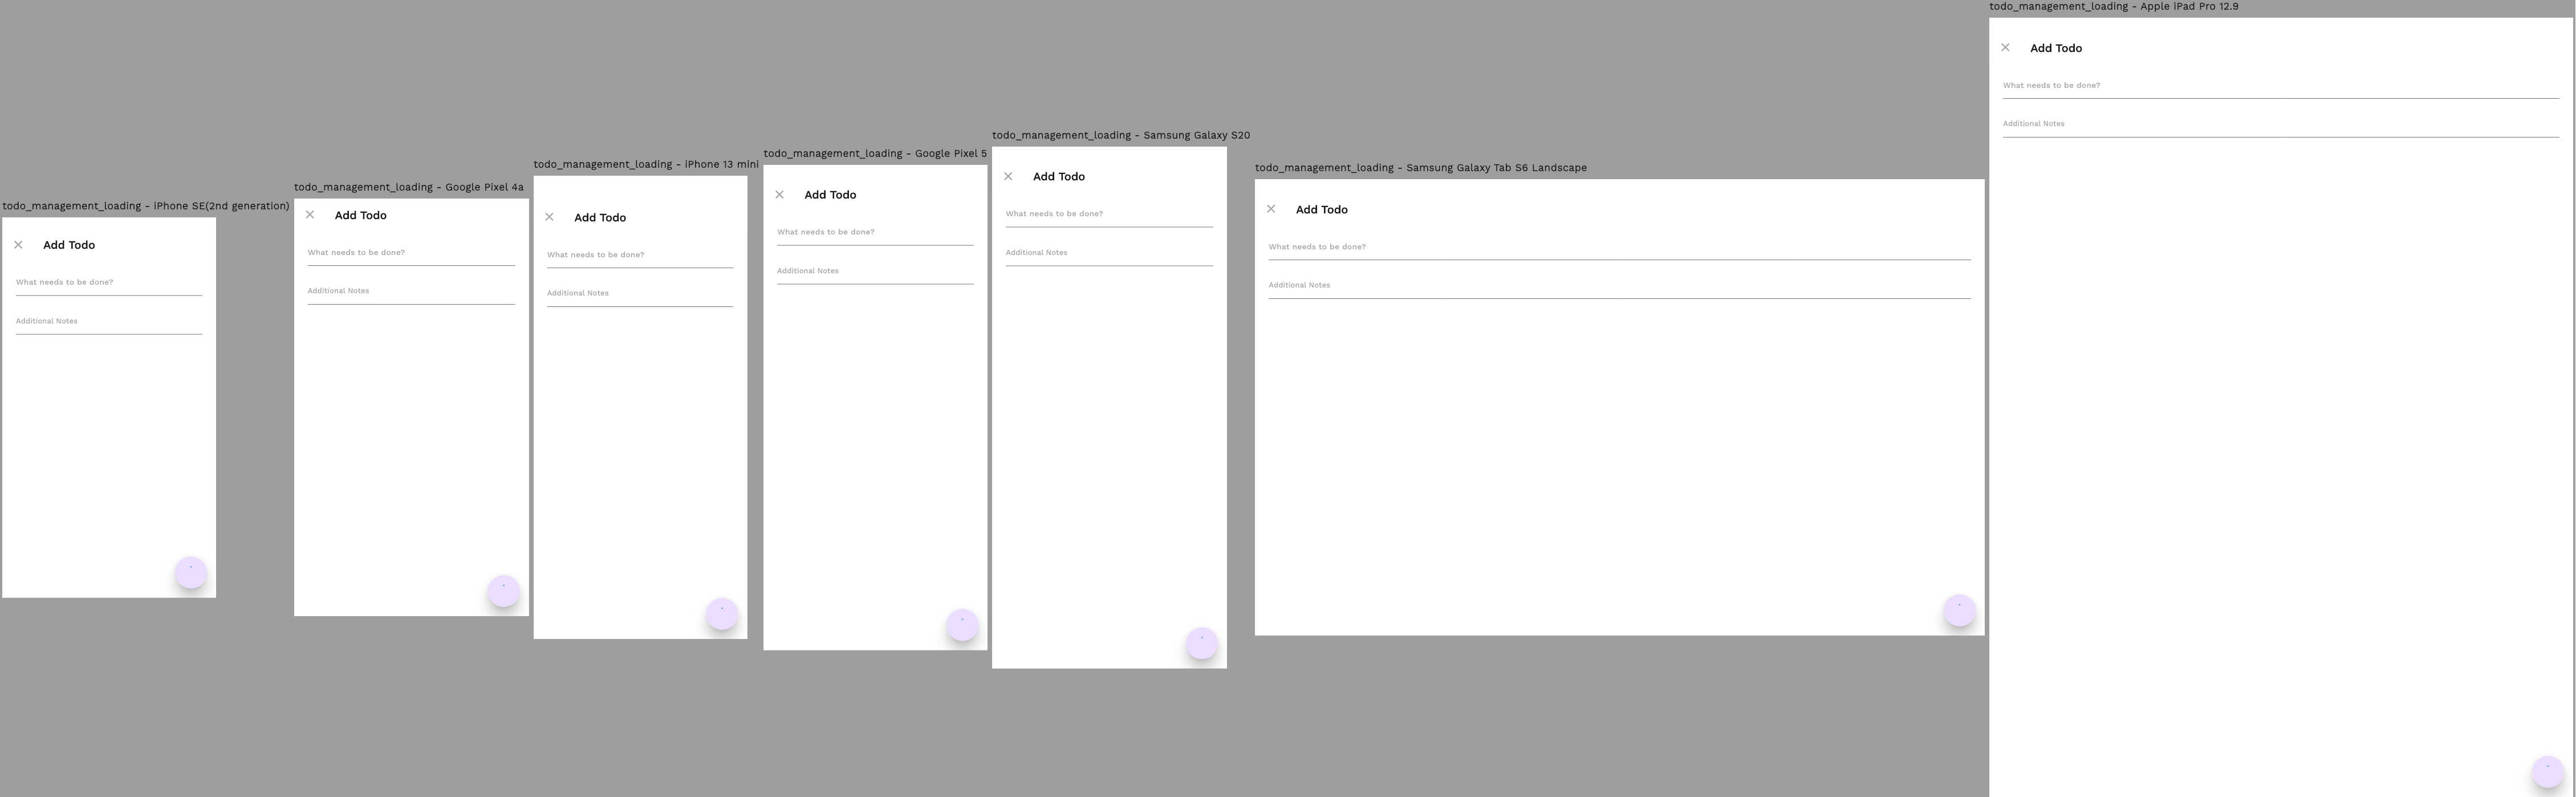 todo_management_loading - iPhone SE(2nd generation)
Add Todo
What needs to be done?
Additional Notes
todo_management_loading - Google Pixel 4a
Add Todo
What needs to be done?
Additional Notes
todo_management_loading - iPhone 13 mini
Add Todo
What needs to be done?
Additional Notes
todo_management_loading - Google Pixel 5
Add Todo
What needs to be done?
Additional Notes
todo_management_loading - Samsung Galaxy S20
Add Todo
What needs to be done?
Additional Notes
todo_management_loading - Samsung Galaxy Tab S6 Landscape
Add Todo
What needs to be done?
Additional Notes
todo_management_loading - Apple iPad Pro 12.9
Add Todo
What needs to be done?
Additional Notes